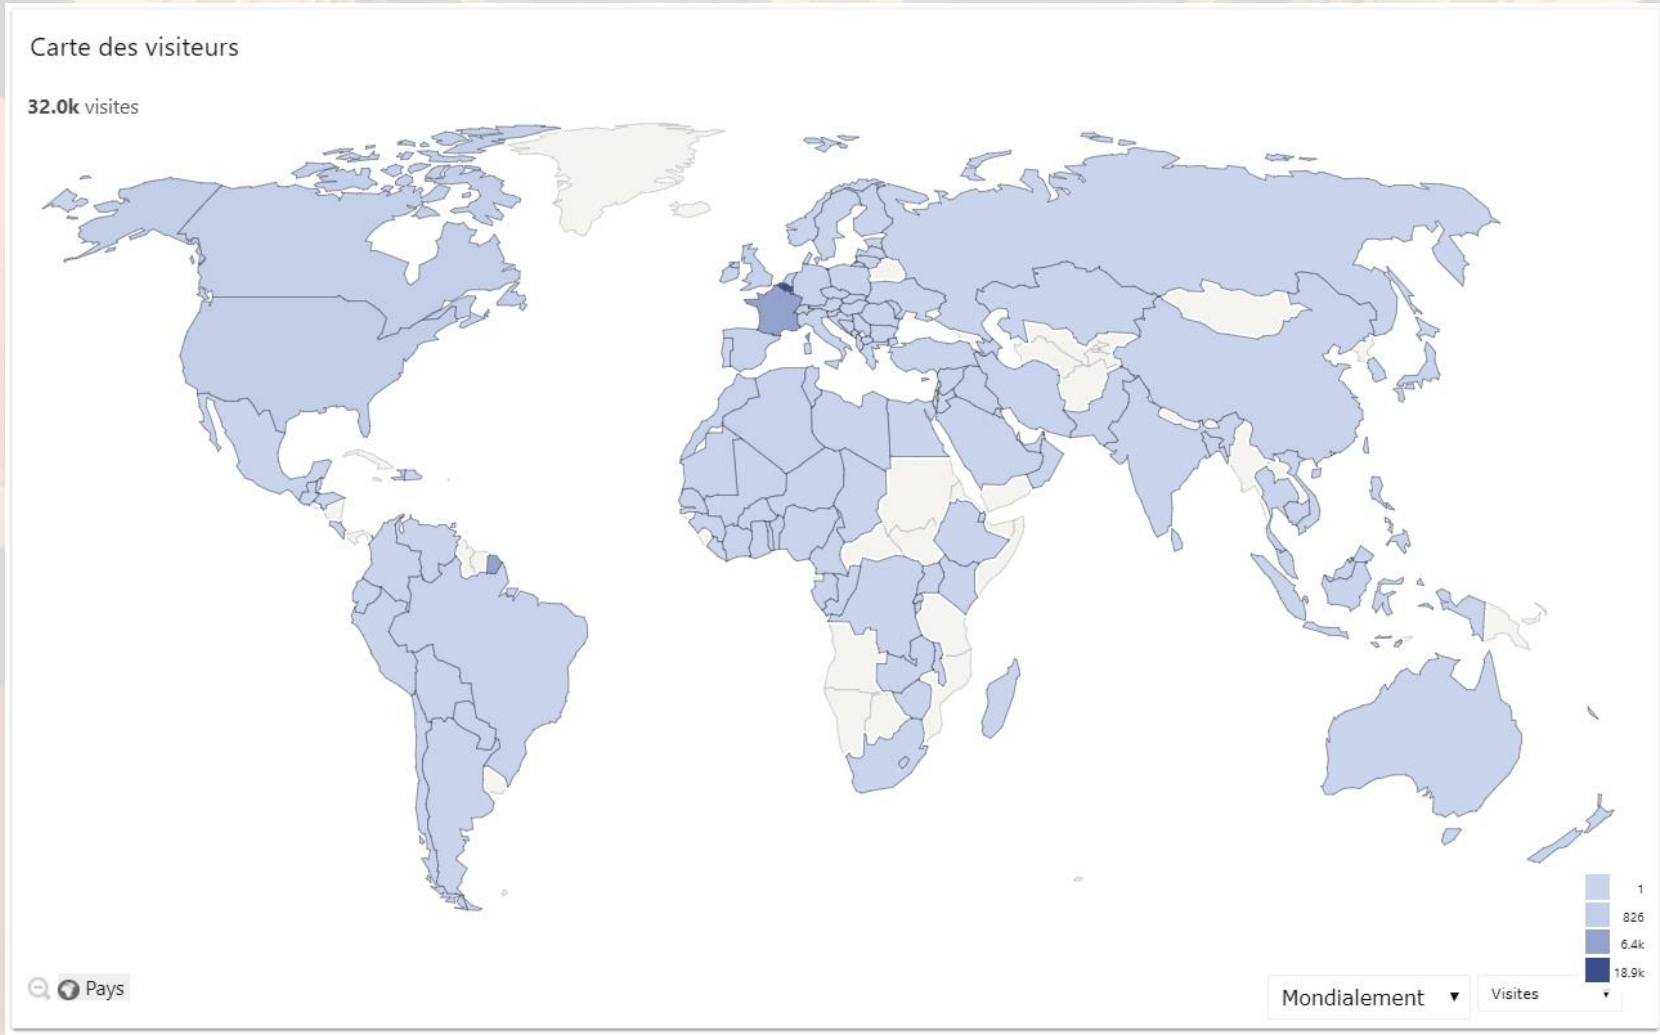 Carte des visiteurs
32.0k visites
1
826
6.4k
18.9k
Pays
Mondialement
Visites